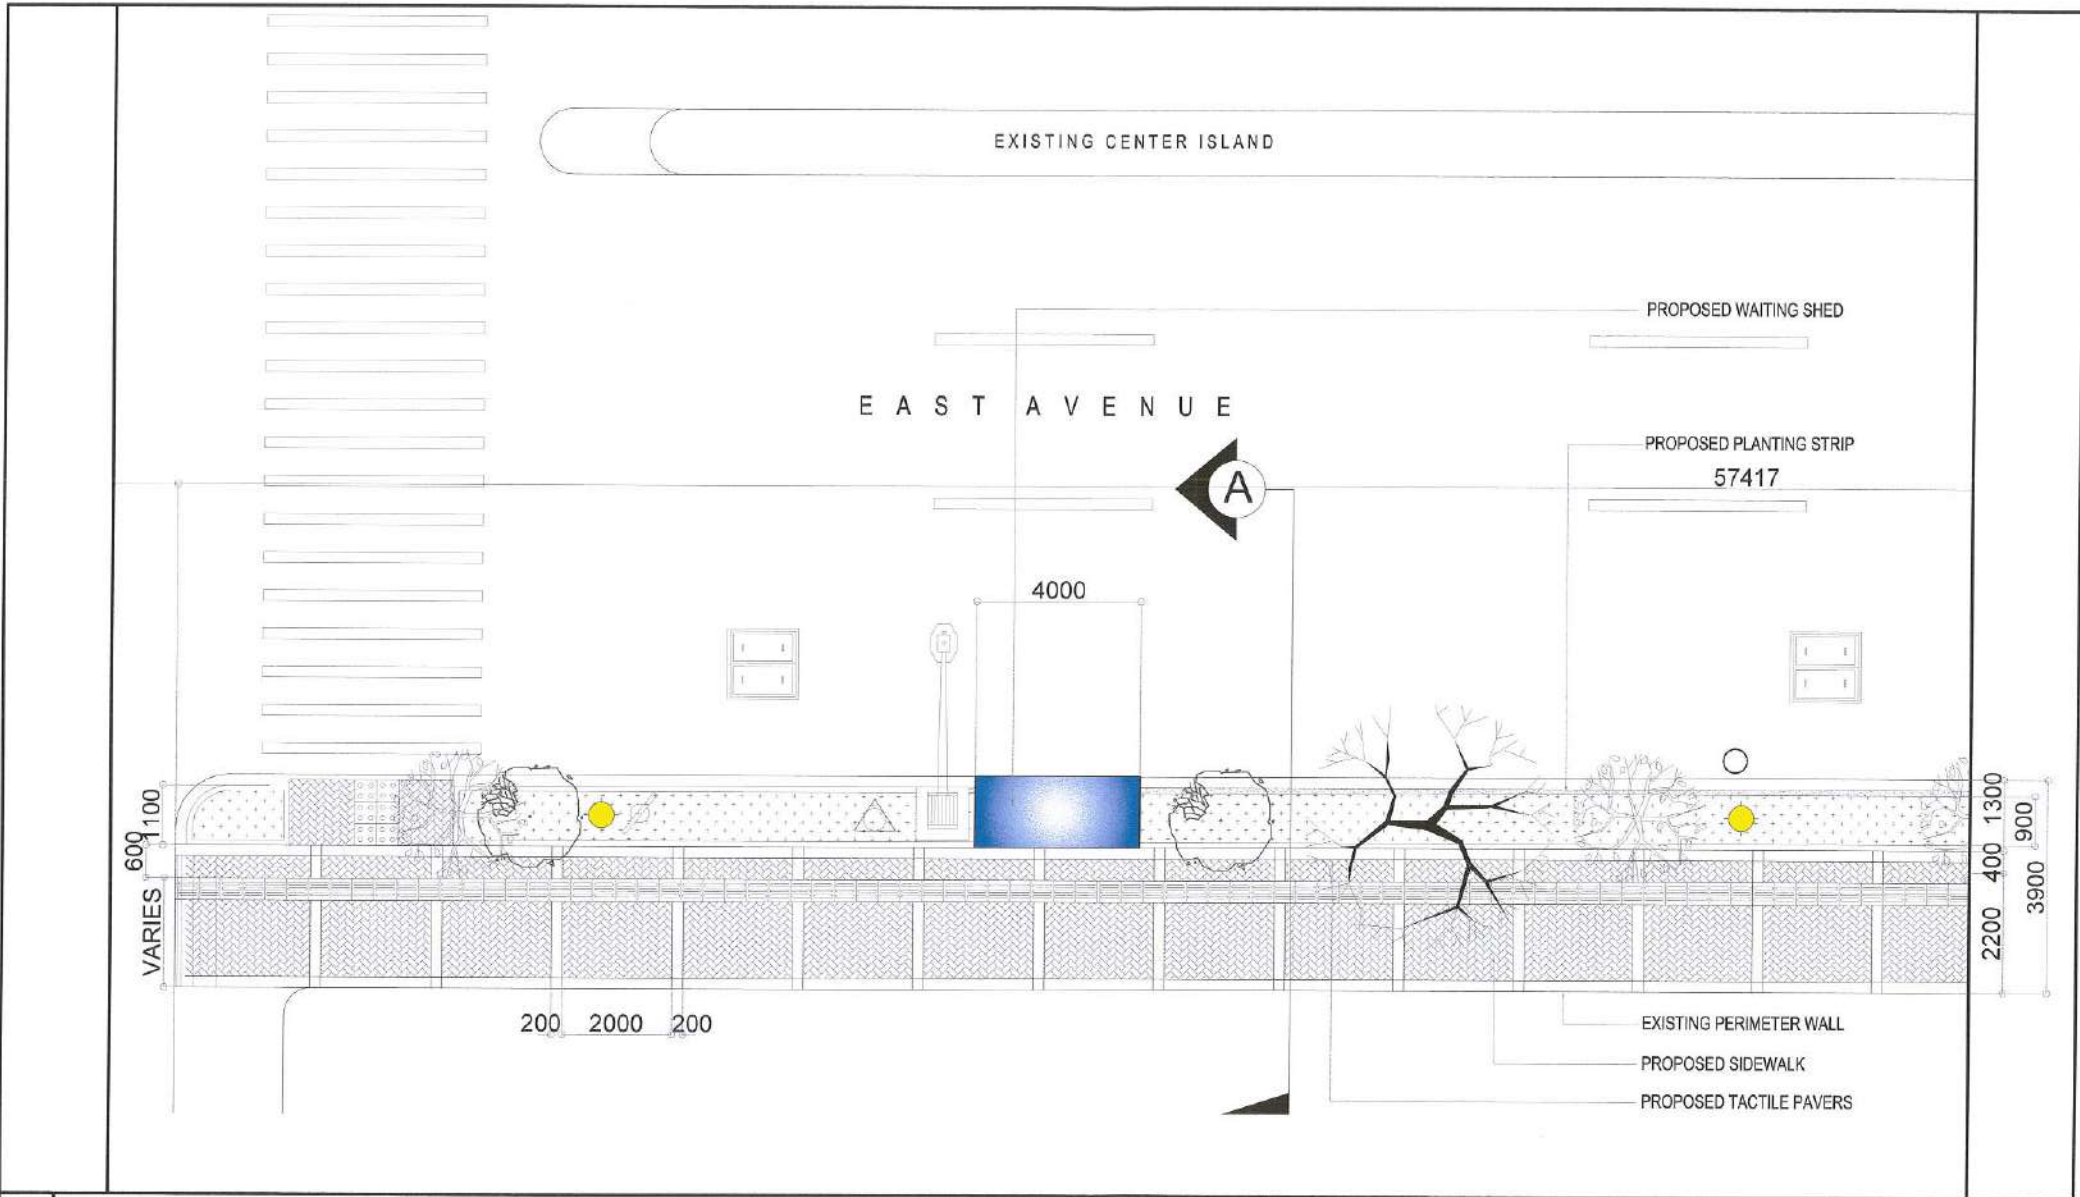 EXISTING CENTER ISLAND
PROPOSED WAITING SHED
EAST AVENUE
PROPOSED PLANTING STRIP
57417
A
4000
1100
600
VARIES
1300
900
400
3900
2200
200 2000 200
EXISTING PERIMETER WALL
PROPOSED SIDEWALK
PROPOSED TACTILE PAVERS